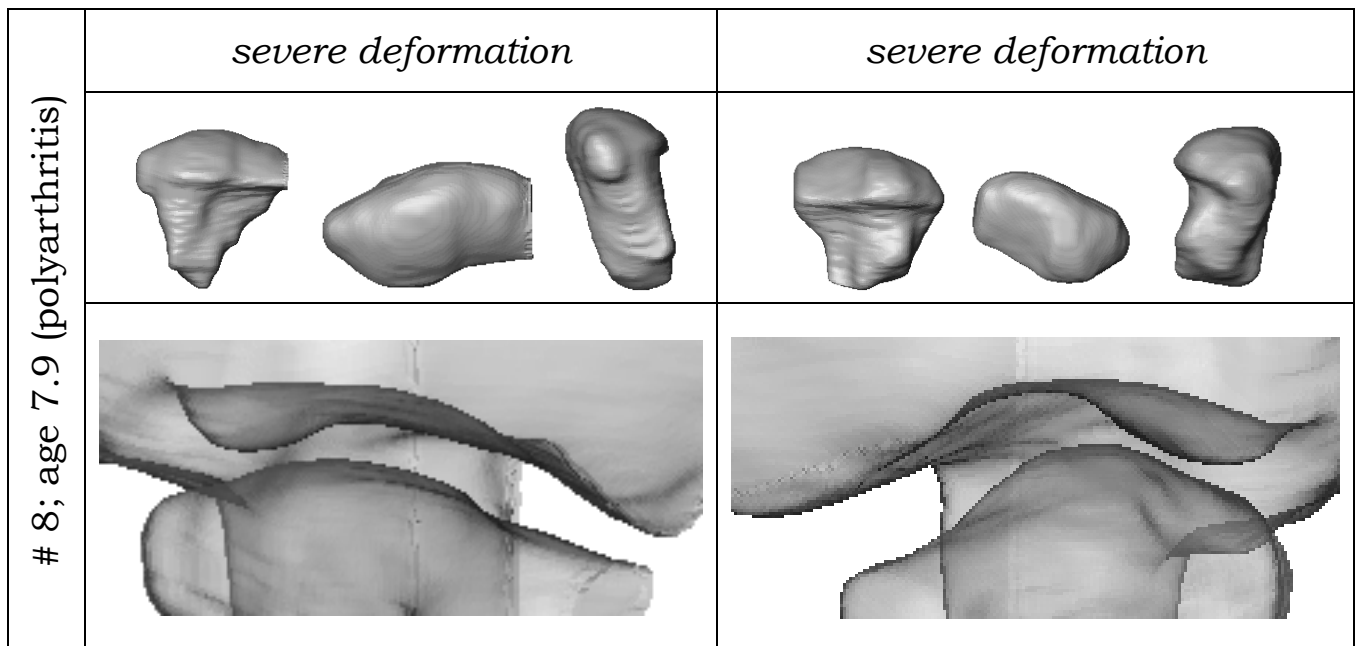 # 8; age 7.9 (polyarthritis)
severe deformation
severe deformation